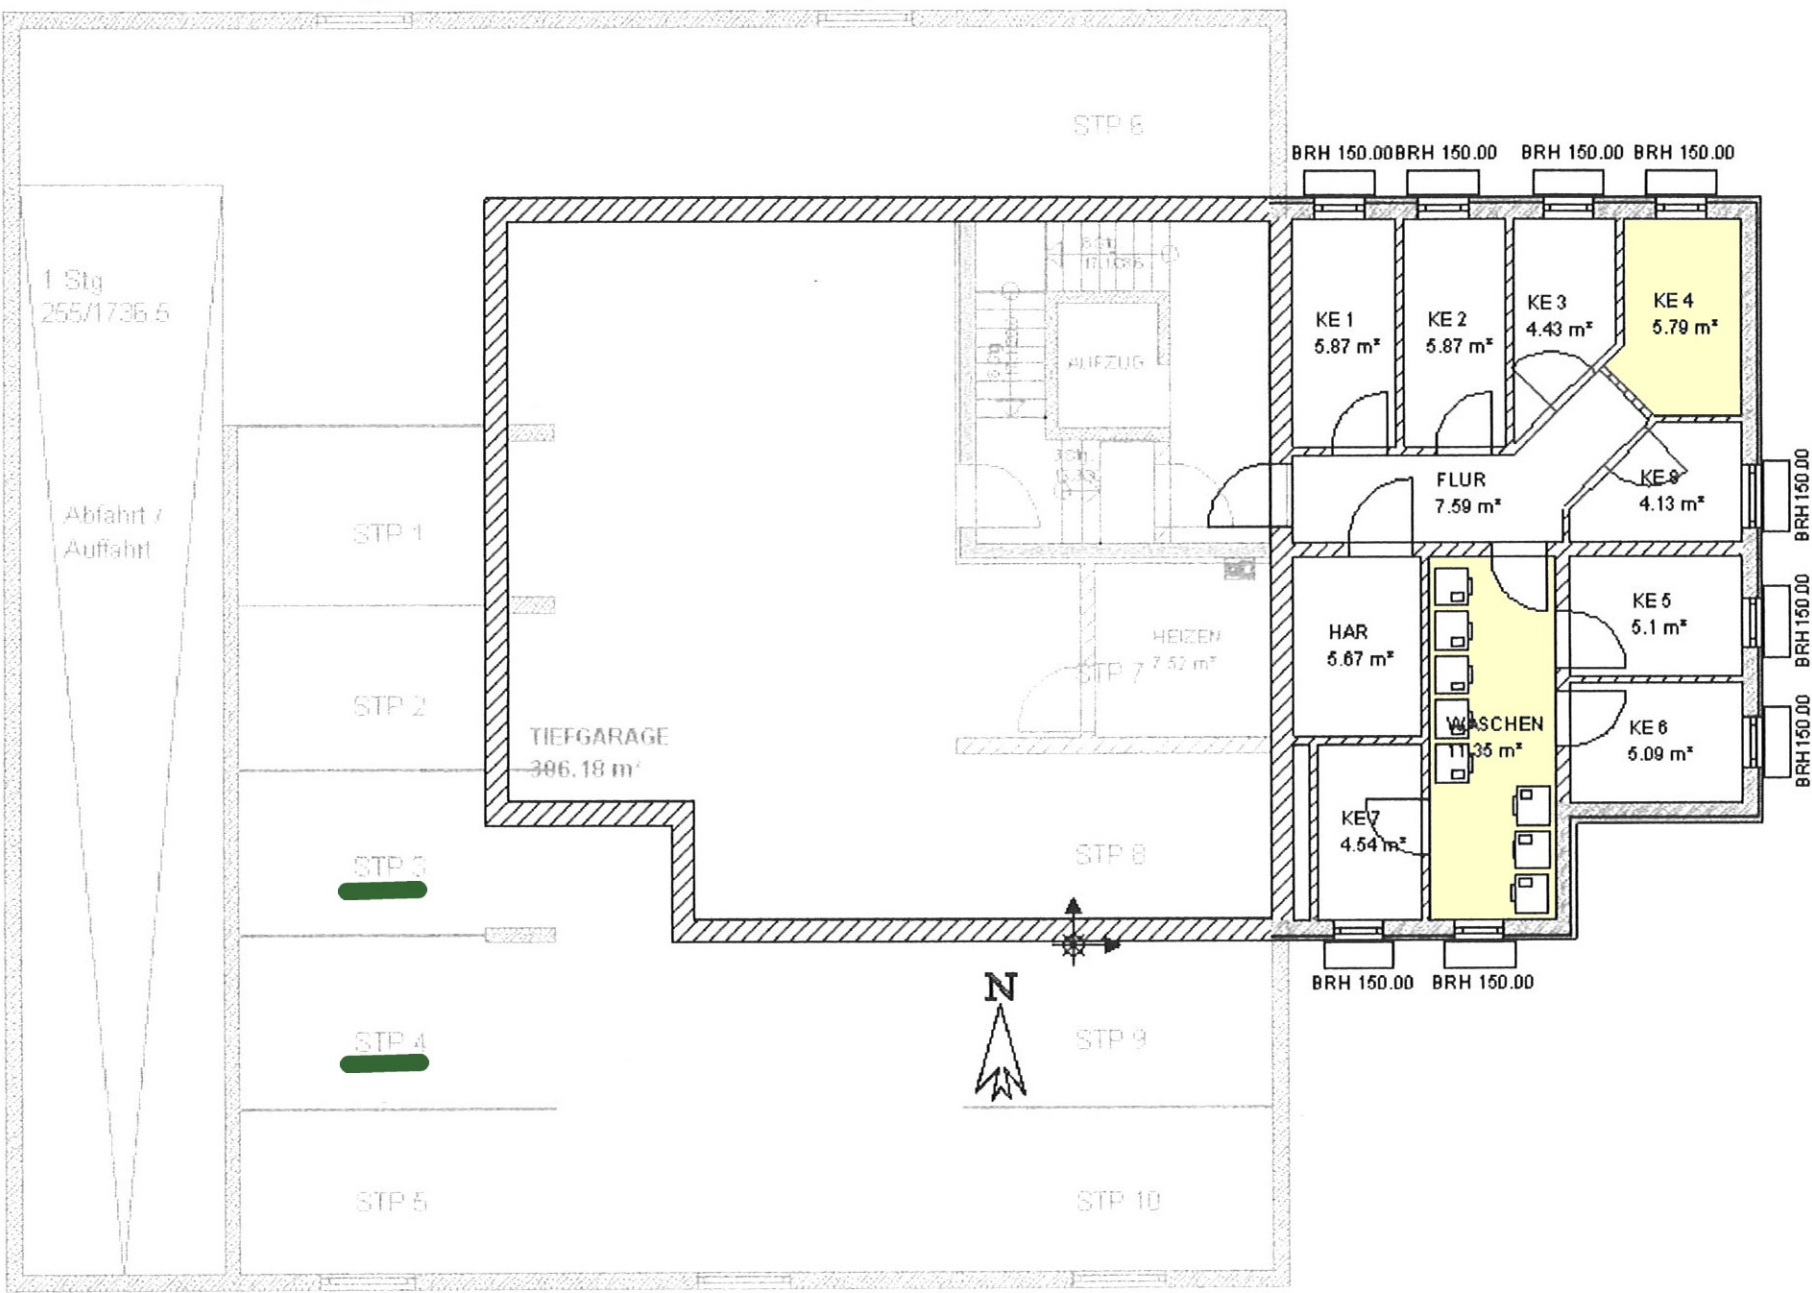 STP 6
BRH 150.00 BRH 150.00 BRH 150.00 BRH 150.00
1 Stg
255/1736.5
KE 1
5.87 m²
KE 2
5.87 m²
KE 3
4.43 m²
KE 4
5.79 m²
AUFZUG
Abfahrt /
Auffahrt
STP 1
FLUR
7.59 m²
KE 8
4.13 m²
BRH 150.00
STP 2
HEIZEN
7.52 m²
STP 7
HAR
5.67 m²
KE 5
5.1 m²
BRH 150.00
TIEFGARAGE
396.18 m²
WASCHEN
11.35 m²
KE 6
5.09 m²
BRH 150.00
STP 3
STP 8
KE 7
4.54 m²
BRH 150.00 BRH 150.00
N
STP 4
STP 9
STP 5
STP 10